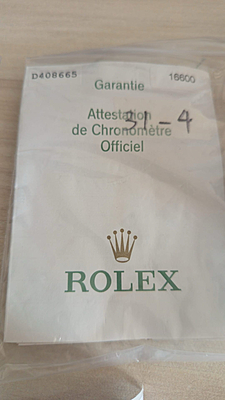 D408665 16600
Garantie
Attestation
31-4
de Chronomètre
Officiel
ROLEX